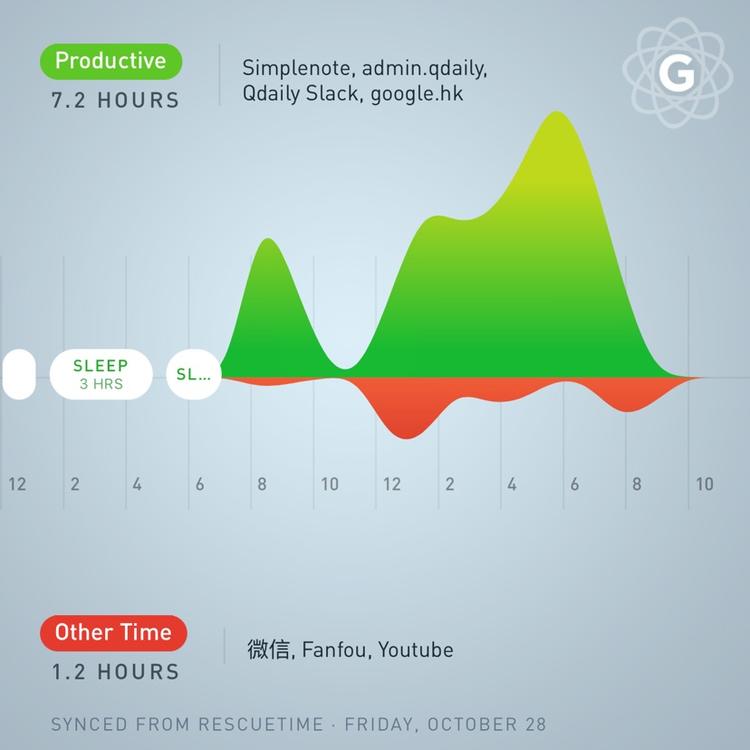 Productive
7.2 HOURS
Simplenote, admin.qdaily,
Qdaily Slack, google.hk
G
SLEEP
3 HRS
SL...
12 2 4 6 8 10 12 2 4 6 8 10
Other Time
1.2 HOURS
微信, Fanfou, Youtube
SYNCED FROM RESCUETIME · FRIDAY, OCTOBER 28